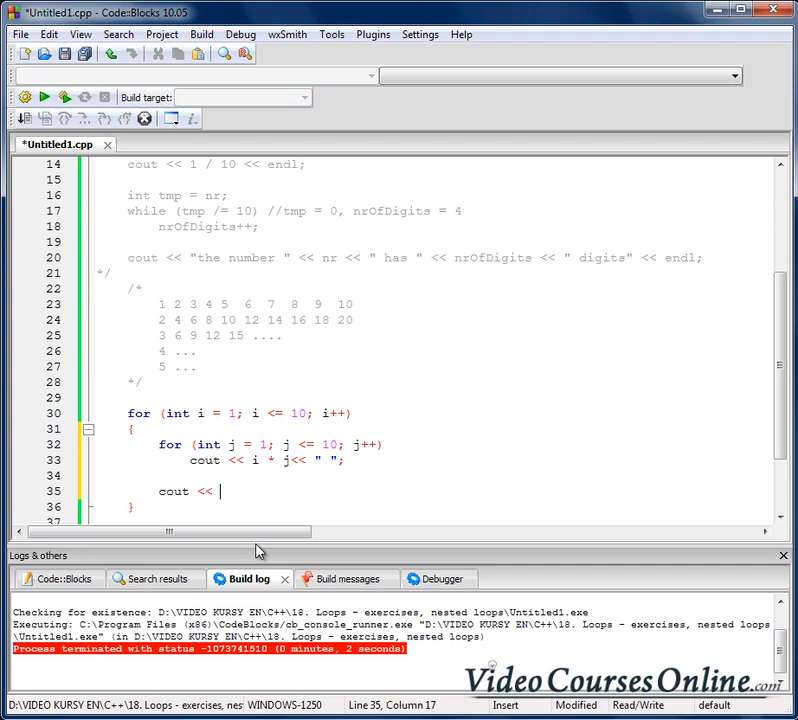 *Untitled1.cpp - Code::Blocks 10.05
File Edit View Search Project Build Debug wxSmith Tools Plugins Settings Help
Build target:
*Untitled1.cpp
14 cout << 1 / 10 << endl;
15
16 int tmp = nr;
17 while (tmp /= 10) //tmp = 0, nrOfDigits = 4
18 nrOfDigits++;
19
20 cout << "the number " << nr << " has " << nrOfDigits << " digits" << endl;
21 */
22 /*
23 1 2 3 4 5 6 7 8 9 10
24 2 4 6 8 10 12 14 16 18 20
25 3 6 9 12 15 ....
26 4 ...
27 5 ...
28 */
29
30 for (int i = 1; i <= 10; i++)
31 {
32 for (int j = 1; j <= 10; j++)
33 cout << i * j<< " ";
34
35 cout <<
36 }
37
Logs & others
Code::Blocks Search results Build log Build messages Debugger
Checking for existence: D:\VIDEO KURSY EN\C++\18. Loops - exercises, nested loops\Untitled1.exe
Executing: C:\Program Files (x86)\CodeBlocks/cb_console_runner.exe "D:\VIDEO KURSY EN\C++\18. Loops - exercises, nested loops
\Untitled1.exe" (in D:\VIDEO KURSY EN\C++\18. Loops - exercises, nested loops)
Process terminated with status -1073741510 (0 minutes, 2 seconds)
VideoCoursesOnline.com
D:\VIDEO KURSY EN\C++\18. Loops - exercises, nes WINDOWS-1250 Line 35, Column 17 Insert Modified Read/Write default